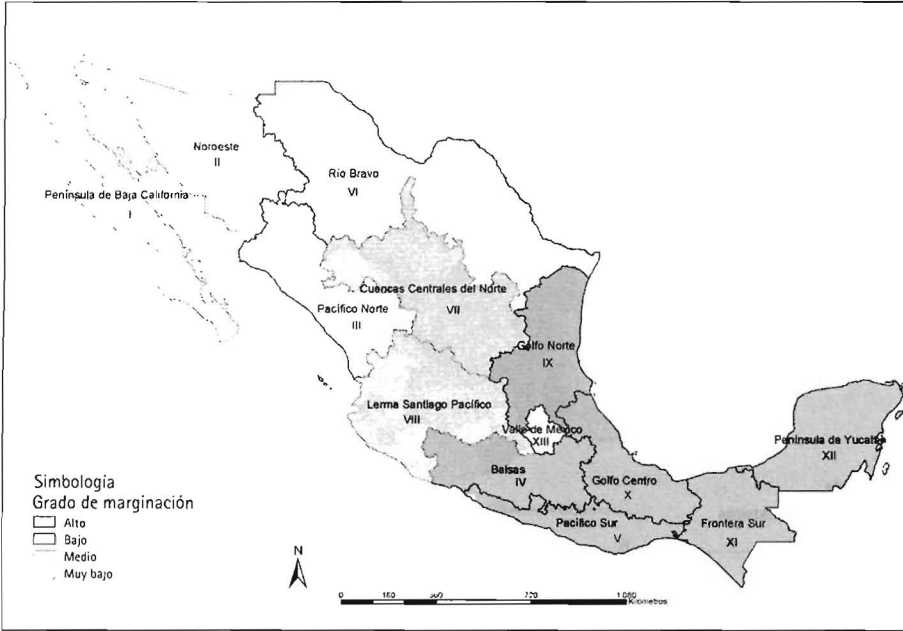 Noroeste
II
Río Bravo
VI
Península de Baja California
I
Cuencas Centrales del Norte
VII
Pacífico Norte
III
Golfo Norte
IX
Lerma Santiago Pacífico
VIII
Valle de México
XIII
Península de Yucatán
XII
Balsas
IV
Golfo Centro
X
Pacífico Sur
V
Frontera Sur
XI
Simbología
Grado de marginación
Alto
Bajo
Medio
Muy bajo
N
0 180 360 720 1 080
Kilómetros